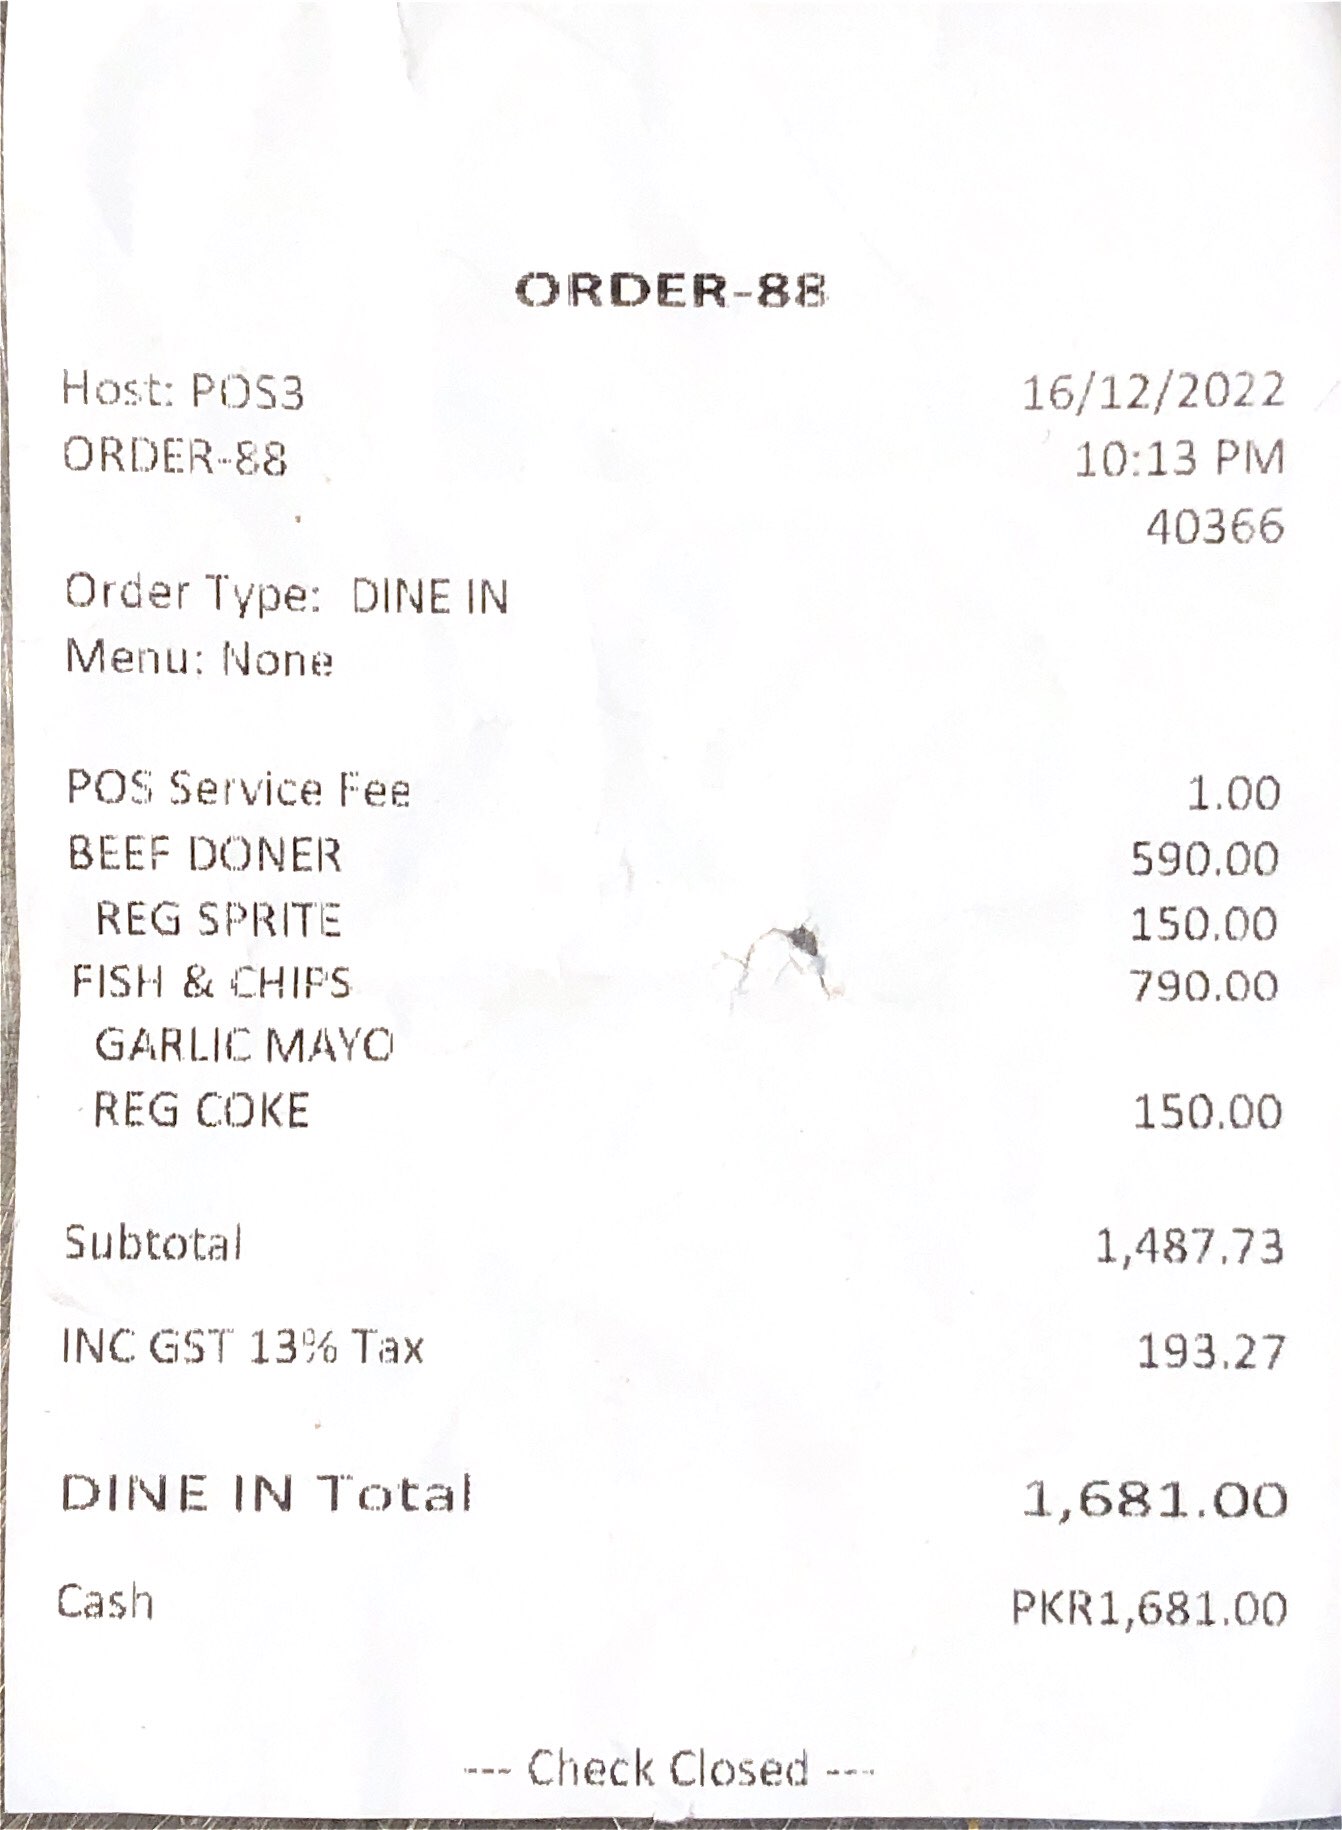 ORDER-88
Host: POS3 16/12/2022
ORDER-88 10:13 PM
40366
Order Type: DINE IN
Menu: None
POS Service Fee 1.00
BEEF DONER 590.00
REG SPRITE 150.00
FISH & CHIPS 790.00
GARLIC MAYO
REG COKE 150.00
Subtotal 1,487.73
INC GST 13% Tax 193.27
DINE IN Total 1,681.00
Cash PKR1,681.00
--- Check Closed ---